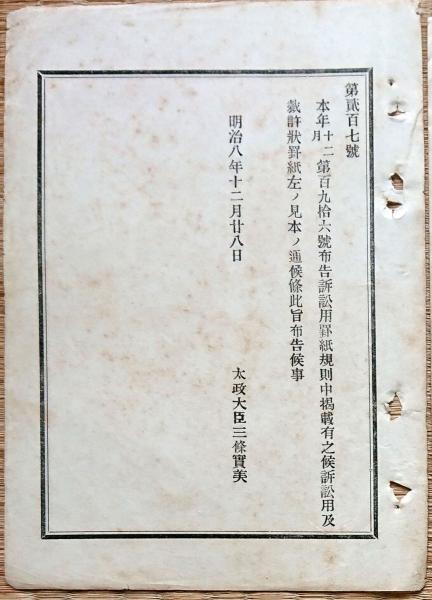 第貳百七號
本年十二月第百九拾六號布告訴訟用罫紙規則中揭載有之候訴訟用及
裁許狀罫紙左ノ見本ノ通候條此旨布告候事
明治八年十二月廿八日
太政大臣三條實美